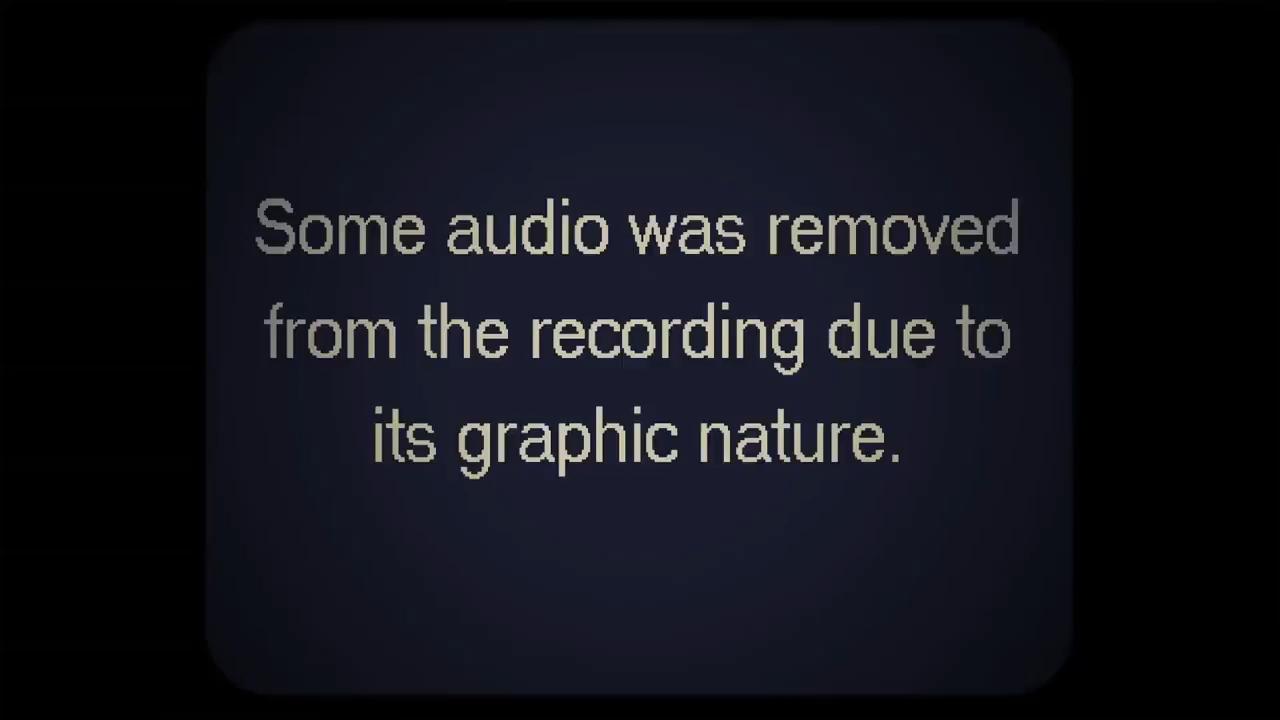 Some audio was removed
from the recording due to
its graphic nature.